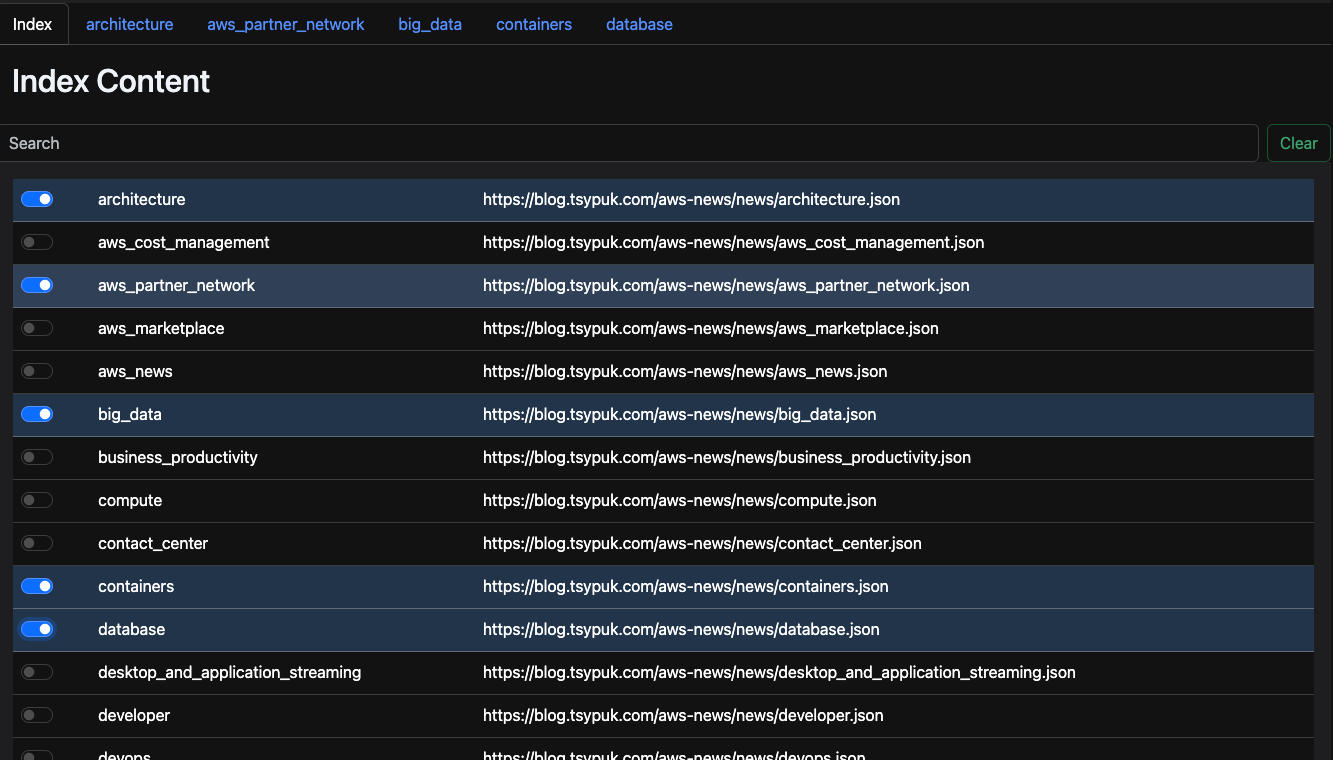 Index architecture aws_partner_network big_data containers database
Index Content
Search Clear
architecture https://blog.tsypuk.com/aws-news/news/architecture.json
aws_cost_management https://blog.tsypuk.com/aws-news/news/aws_cost_management.json
aws_partner_network https://blog.tsypuk.com/aws-news/news/aws_partner_network.json
aws_marketplace https://blog.tsypuk.com/aws-news/news/aws_marketplace.json
aws_news https://blog.tsypuk.com/aws-news/news/aws_news.json
big_data https://blog.tsypuk.com/aws-news/news/big_data.json
business_productivity https://blog.tsypuk.com/aws-news/news/business_productivity.json
compute https://blog.tsypuk.com/aws-news/news/compute.json
contact_center https://blog.tsypuk.com/aws-news/news/contact_center.json
containers https://blog.tsypuk.com/aws-news/news/containers.json
database https://blog.tsypuk.com/aws-news/news/database.json
desktop_and_application_streaming https://blog.tsypuk.com/aws-news/news/desktop_and_application_streaming.json
developer https://blog.tsypuk.com/aws-news/news/developer.json
devops https://blog.tsypuk.com/aws-news/news/devops.json